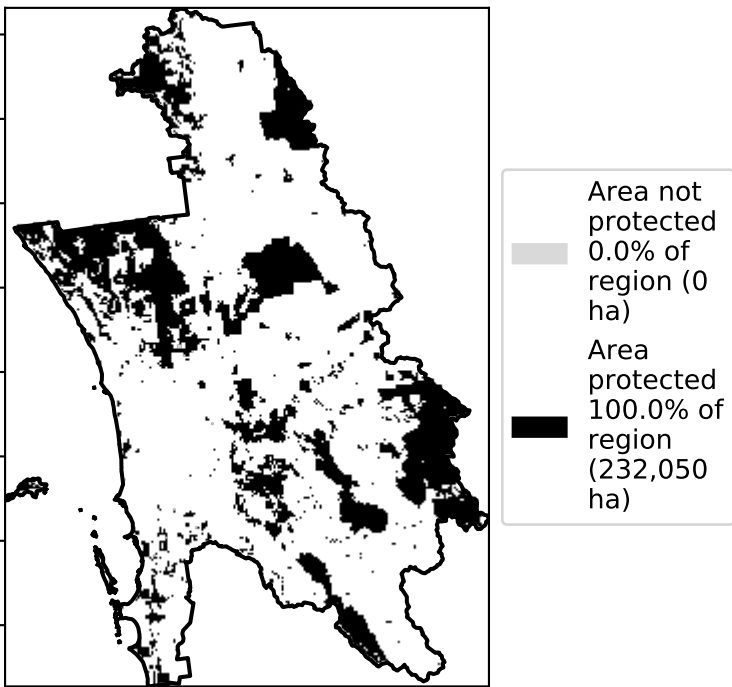 Area not
protected
0.0% of
region (0
ha)
Area
protected
100.0% of
region
(232,050
ha)